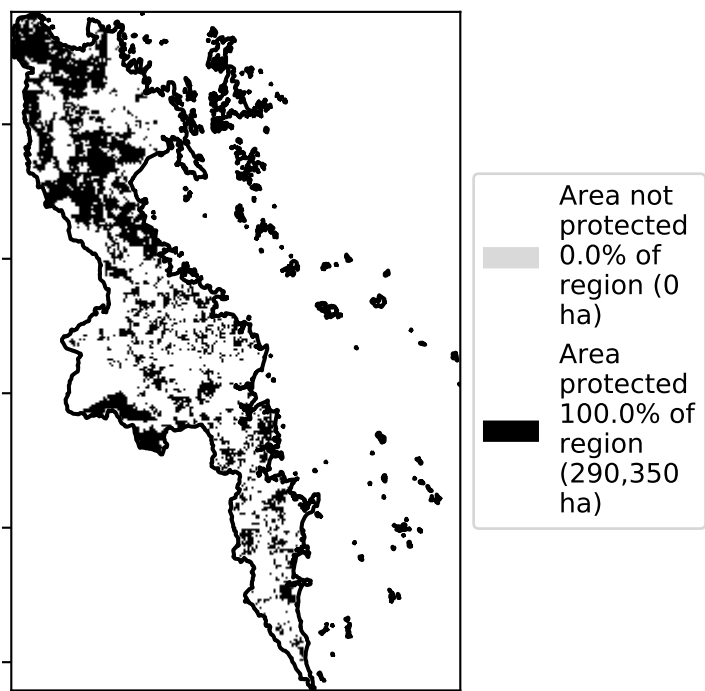 Area not
protected
0.0% of
region (0
ha)
Area
protected
100.0% of
region
(290,350
ha)